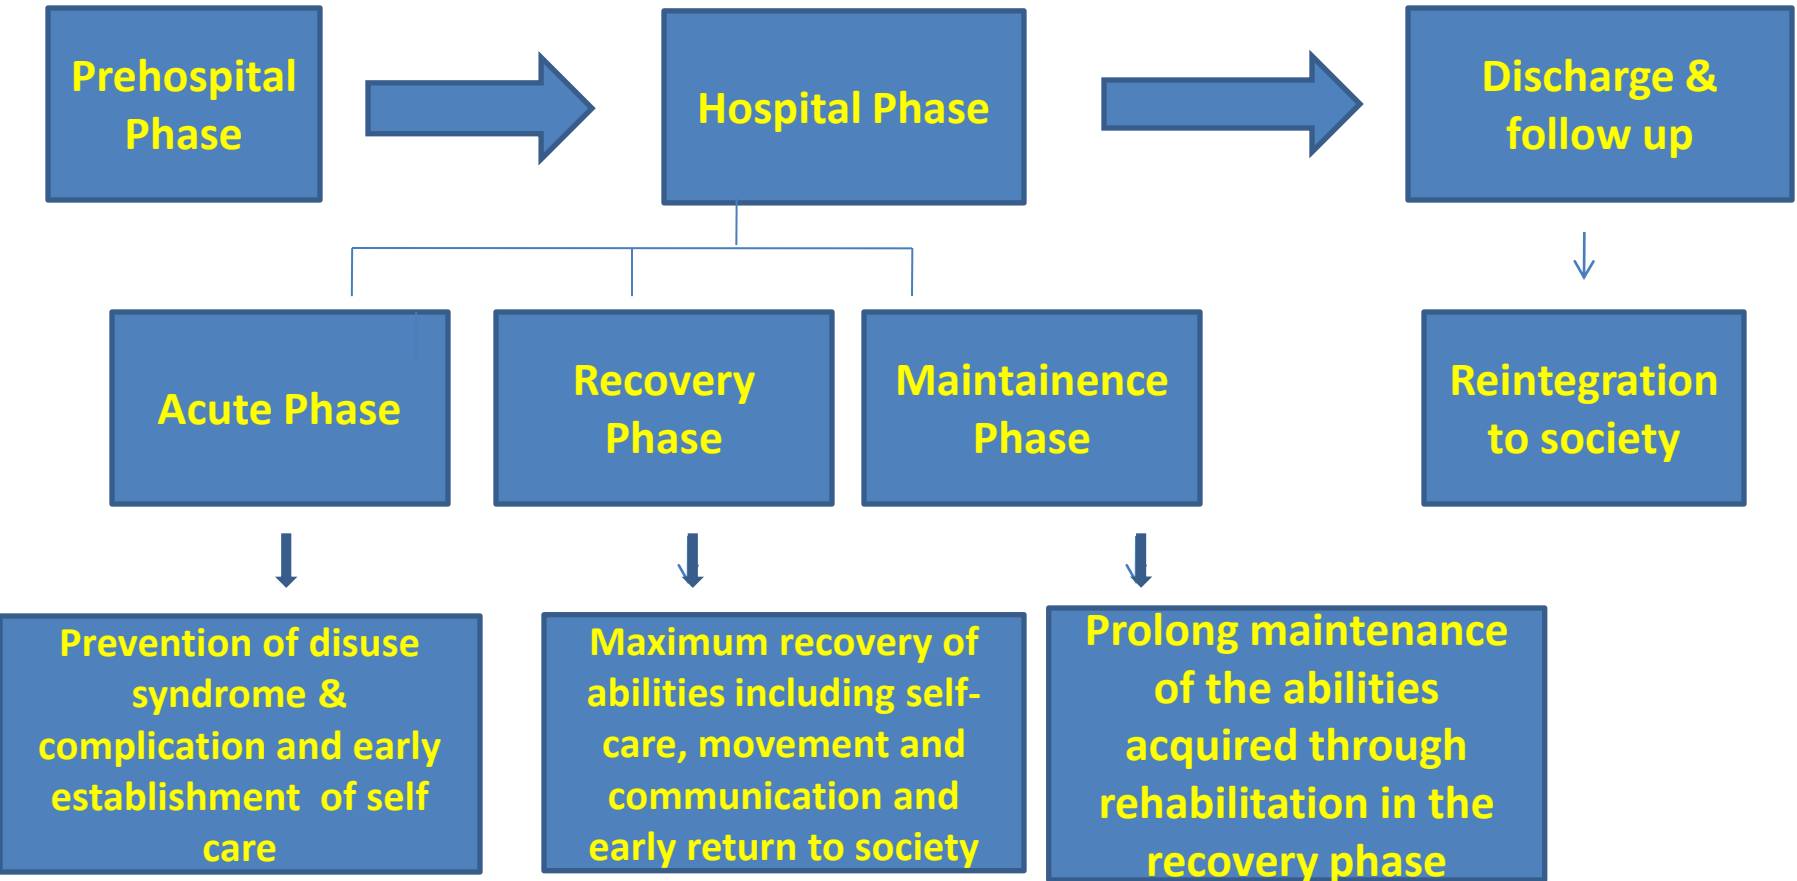 Prehospital
Phase
Hospital Phase
Discharge &
follow up
Acute Phase
Recovery
Phase
Maintainence
Phase
Reintegration
to society
Prevention of disuse
syndrome &
complication and early
establishment of self
care
Maximum recovery of
abilities including self-
care, movement and
communication and
early return to society
Prolong maintenance
of the abilities
acquired through
rehabilitation in the
recovery phase